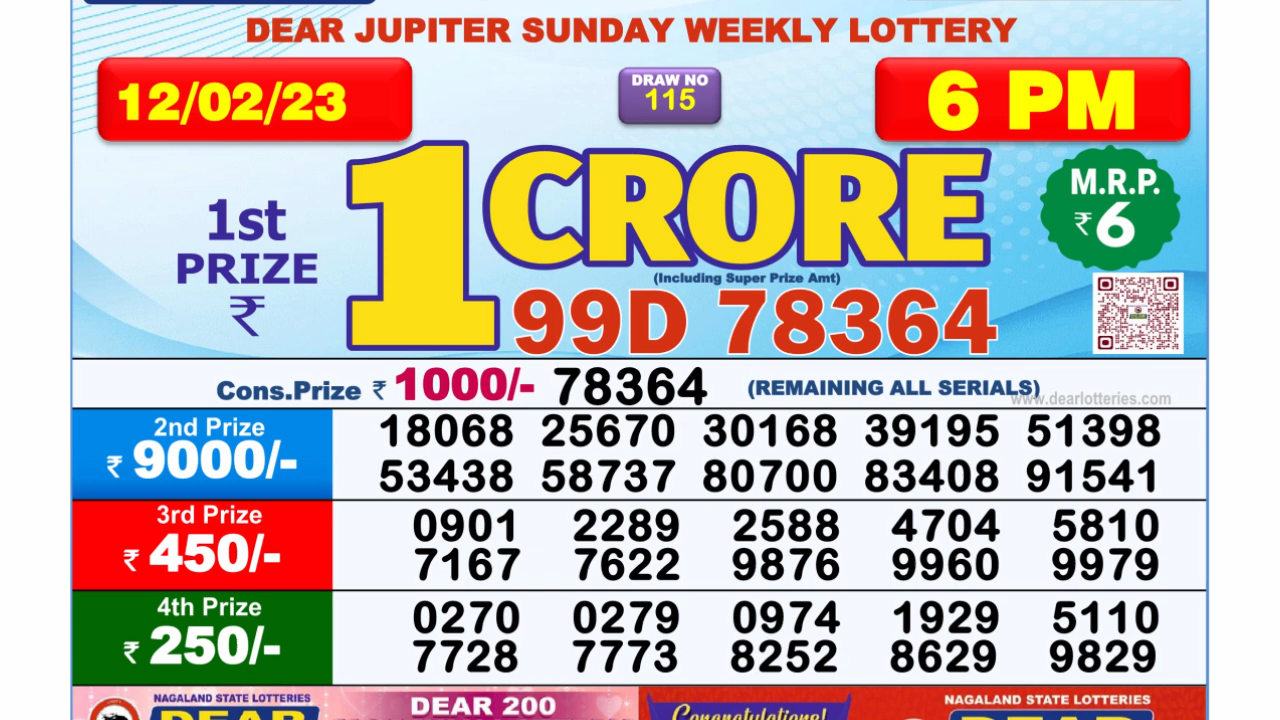 DEAR JUPITER SUNDAY WEEKLY LOTTERY
12/02/23
DRAW NO
115
6 PM
1st
PRIZE
₹
1 CRORE
(Including Super Prize Amt)
99D 78364
M.R.P.
₹6
Cons.Prize ₹ 1000/- 78364 (REMAINING ALL SERIALS)
www.dearlotteries.com
2nd Prize
₹ 9000/-
18068 25670 30168 39195 51398
53438 58737 80700 83408 91541
3rd Prize
₹ 450/-
0901 2289 2588 4704 5810
7167 7622 9876 9960 9979
4th Prize
₹ 250/-
0270 0279 0974 1929 5110
7728 7773 8252 8629 9829
NAGALAND STATE LOTTERIES
DEAR
DEAR 200
Congratulations!
NAGALAND STATE LOTTERIES
DEAR